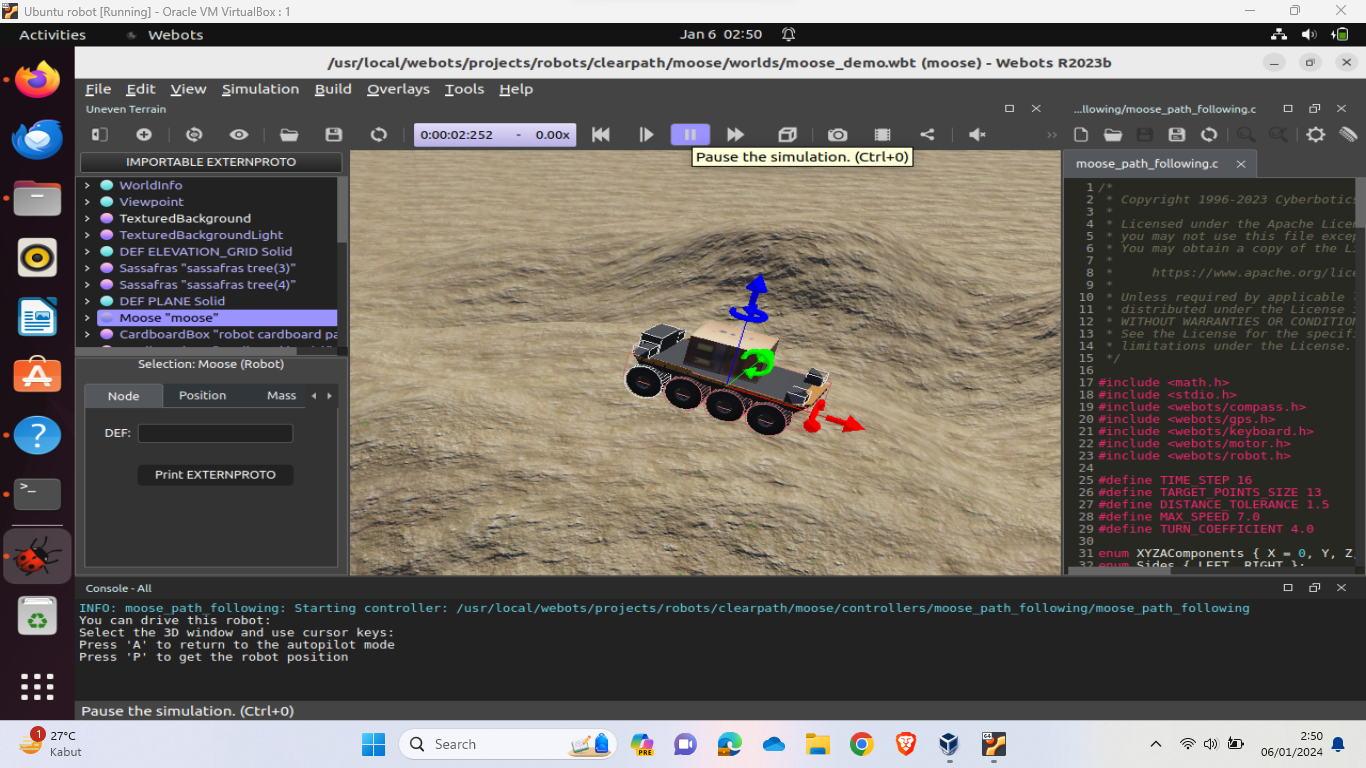 Ubuntu robot [Running] - Oracle VM VirtualBox : 1
Activities
Webots
Jan 6 02:50
/usr/local/webots/projects/robots/clearpath/moose/worlds/moose_demo.wbt (moose) - Webots R2023b
File Edit View Simulation Build Overlays Tools Help
Uneven Terrain
...llowing/moose_path_following.c
0:00:02:252 - 0.00x
Pause the simulation. (Ctrl+0)
IMPORTABLE EXTERNPROTO
WorldInfo
Viewpoint
TexturedBackground
TexturedBackgroundLight
DEF ELEVATION_GRID Solid
Sassafras "sassafras tree(3)"
Sassafras "sassafras tree(4)"
DEF PLANE Solid
Moose "moose"
CardboardBox "robot cardboard pa
Selection: Moose (Robot)
Node Position Mass
DEF:
Print EXTERNPROTO
moose_path_following.c
1 /*
2 * Copyright 1996-2023 Cyberbotics
3 *
4 * Licensed under the Apache Licen
5 * you may not use this file excep
6 * You may obtain a copy of the Li
7 *
8 * https://www.apache.org/lice
9 *
10 * Unless required by applicable
11 * distributed under the License i
12 * WITHOUT WARRANTIES OR CONDITION
13 * See the License for the specif
14 * limitations under the License.
15 */
16
17 #include <math.h>
18 #include <stdio.h>
19 #include <webots/compass.h>
20 #include <webots/gps.h>
21 #include <webots/keyboard.h>
22 #include <webots/motor.h>
23 #include <webots/robot.h>
24
25 #define TIME_STEP 16
26 #define TARGET_POINTS_SIZE 13
27 #define DISTANCE_TOLERANCE 1.5
28 #define MAX_SPEED 7.0
29 #define TURN_COEFFICIENT 4.0
30
31 enum XYZAComponents { X = 0, Y, Z,
32 enum Sides { LEFT, RIGHT };
Console - All
INFO: moose_path_following: Starting controller: /usr/local/webots/projects/robots/clearpath/moose/controllers/moose_path_following/moose_path_following
You can drive this robot:
Select the 3D window and use cursor keys:
Press 'A' to return to the autopilot mode
Press 'P' to get the robot position
Pause the simulation. (Ctrl+0)
1
27°C
Kabut
Search
PRE
2:50
06/01/2024